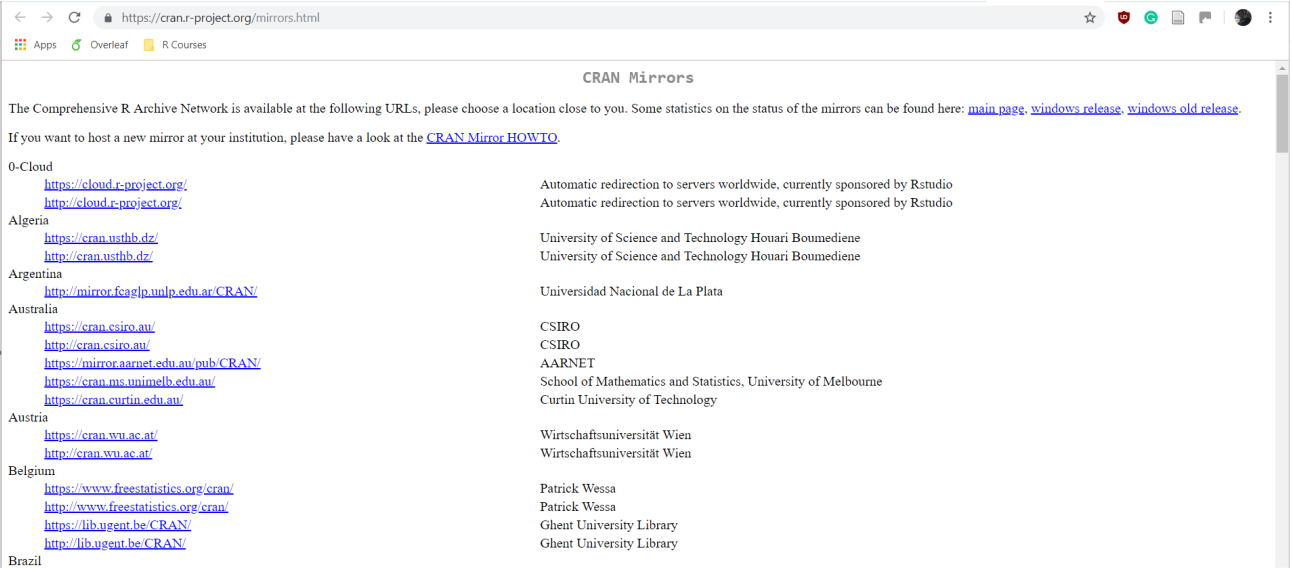 https://cran.r-project.org/mirrors.html
Apps Overleaf R Courses
CRAN Mirrors
The Comprehensive R Archive Network is available at the following URLs, please choose a location close to you. Some statistics on the status of the mirrors can be found here: main page, windows release, windows old release.
If you want to host a new mirror at your institution, please have a look at the CRAN Mirror HOWTO.
0-Cloud
https://cloud.r-project.org/ Automatic redirection to servers worldwide, currently sponsored by Rstudio
http://cloud.r-project.org/ Automatic redirection to servers worldwide, currently sponsored by Rstudio
Algeria
https://cran.usthb.dz/ University of Science and Technology Houari Boumediene
http://cran.usthb.dz/ University of Science and Technology Houari Boumediene
Argentina
http://mirror.fcaglp.unlp.edu.ar/CRAN/ Universidad Nacional de La Plata
Australia
https://cran.csiro.au/ CSIRO
http://cran.csiro.au/ CSIRO
https://mirror.aarnet.edu.au/pub/CRAN/ AARNET
https://cran.ms.unimelb.edu.au/ School of Mathematics and Statistics, University of Melbourne
https://cran.curtin.edu.au/ Curtin University of Technology
Austria
https://cran.wu.ac.at/ Wirtschaftsuniversität Wien
http://cran.wu.ac.at/ Wirtschaftsuniversität Wien
Belgium
https://www.freestatistics.org/cran/ Patrick Wessa
http://www.freestatistics.org/cran/ Patrick Wessa
https://lib.ugent.be/CRAN/ Ghent University Library
http://lib.ugent.be/CRAN/ Ghent University Library
Brazil